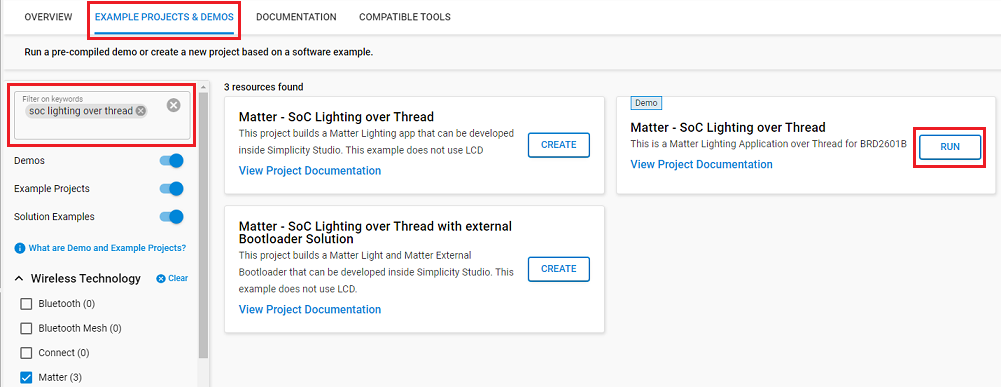 OVERVIEW
EXAMPLE PROJECTS & DEMOS
DOCUMENTATION
COMPATIBLE TOOLS
Run a pre-compiled demo or create a new project based on a software example.
Filter on keywords
soc lighting over thread
Demos
Example Projects
Solution Examples
What are Demo and Example Projects?
Wireless Technology
Clear
Bluetooth (0)
Bluetooth Mesh (0)
Connect (0)
Matter (3)
3 resources found
Matter - SoC Lighting over Thread
This project builds a Matter Lighting app that can be developed
inside Simplicity Studio. This example does not use LCD
View Project Documentation
CREATE
Demo
Matter - SoC Lighting over Thread
This is a Matter Lighting Application over Thread for BRD2601B
View Project Documentation
RUN
Matter - SoC Lighting over Thread with external
Bootloader Solution
This project builds a Matter Light and Matter External
Bootloader that can be developed inside Simplicity Studio. This
example does not use LCD.
View Project Documentation
CREATE